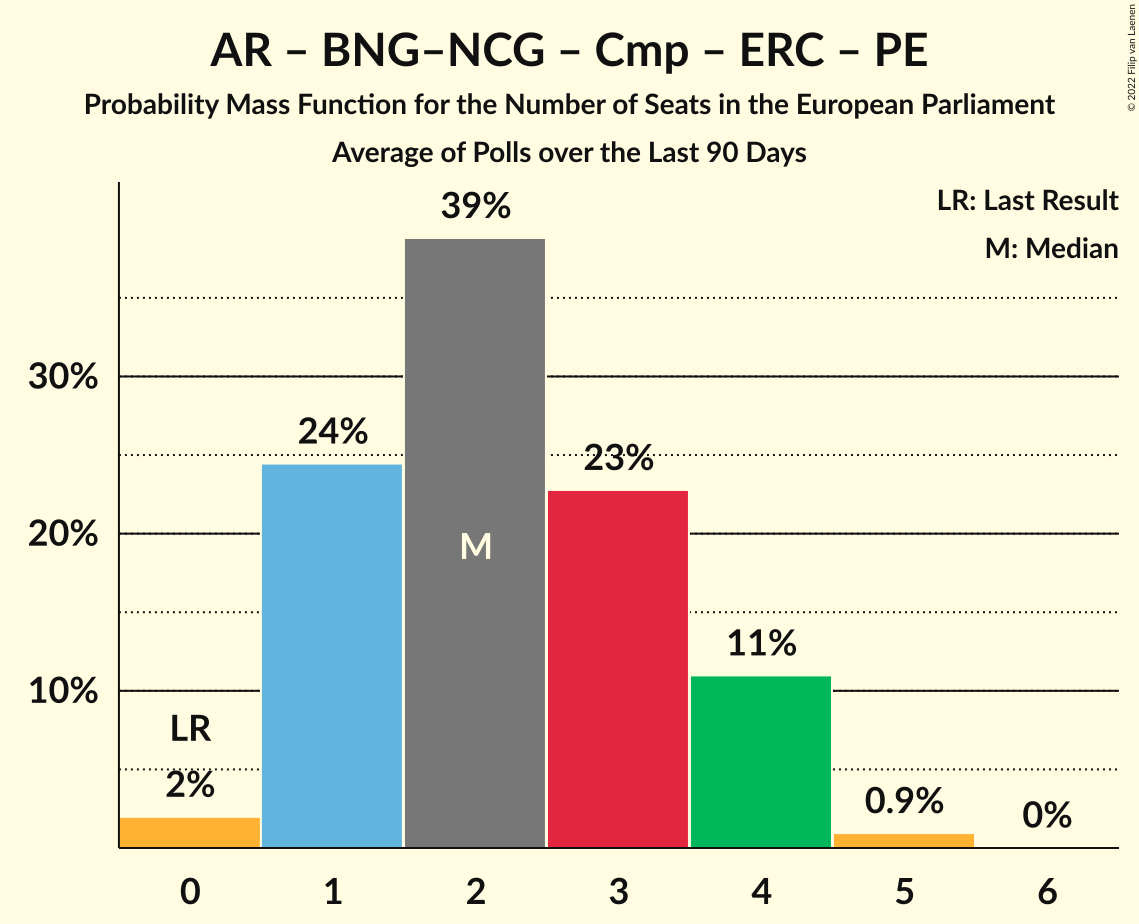 AR – BNG–NCG – Cmp – ERC – PE
Probability Mass Function for the Number of Seats in the European Parliament
Average of Polls over the Last 90 Days
© 2022 Filip van Laenen
LR: Last Result
M: Median
39%
30%
24%
23%
20%
M
11%
10%
LR
2%
0.9%
0%
0 1 2 3 4 5 6